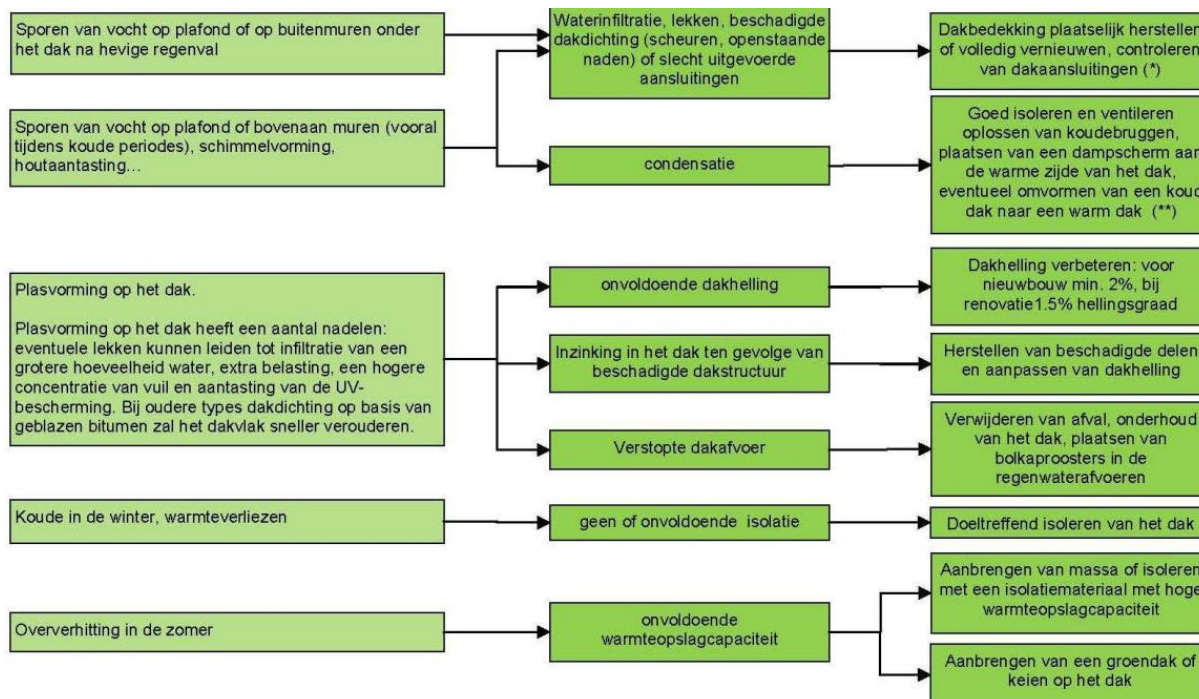 Sporen van vocht op plafond of op buitenmuren onder
het dak na hevige regenval
Waterinfiltratie, lekken, beschadigde
dakdichting (scheuren, openstaande
naden) of slecht uitgevoerde
aansluitingen
Dakbedekking plaatselijk herstellen
of volledig vernieuwen, controleren
van dakaansluitingen (*)
Sporen van vocht op plafond of bovenaan muren (vooral
tijdens koude periodes), schimmelvorming,
houtaantasting…
condensatie
Goed isoleren en ventileren
oplossen van koudebruggen,
plaatsen van een dampscherm aan
de warme zijde van het dak,
eventueel omvormen van een koud
dak naar een warm dak (**)
Plasvorming op het dak.
Plasvorming op het dak heeft een aantal nadelen:
eventuele lekken kunnen leiden tot infiltratie van een
grotere hoeveelheid water, extra belasting, een hogere
concentratie van vuil en aantasting van de UV-
bescherming. Bij oudere types dakdichting op basis van
geblazen bitumen zal het dakvlak sneller verouderen.
onvoldoende dakhelling
Dakhelling verbeteren: voor
nieuwbouw min. 2%, bij
renovatie1.5% hellingsgraad
Inzinking in het dak ten gevolge van
beschadigde dakstructuur
Herstellen van beschadigde delen
en aanpassen van dakhelling
Verstopte dakafvoer
Verwijderen van afval, onderhoud
van het dak, plaatsen van
bolkaproosters in de
regenwaterafvoeren
Koude in de winter, warmteverliezen
geen of onvoldoende isolatie
Doeltreffend isoleren van het dak
Oververhitting in de zomer
onvoldoende
warmteopslagcapaciteit
Aanbrengen van massa of isoleren
met een isolatiemateriaal met hoge
warmteopslagcapaciteit
Aanbrengen van een groendak of
keien op het dak